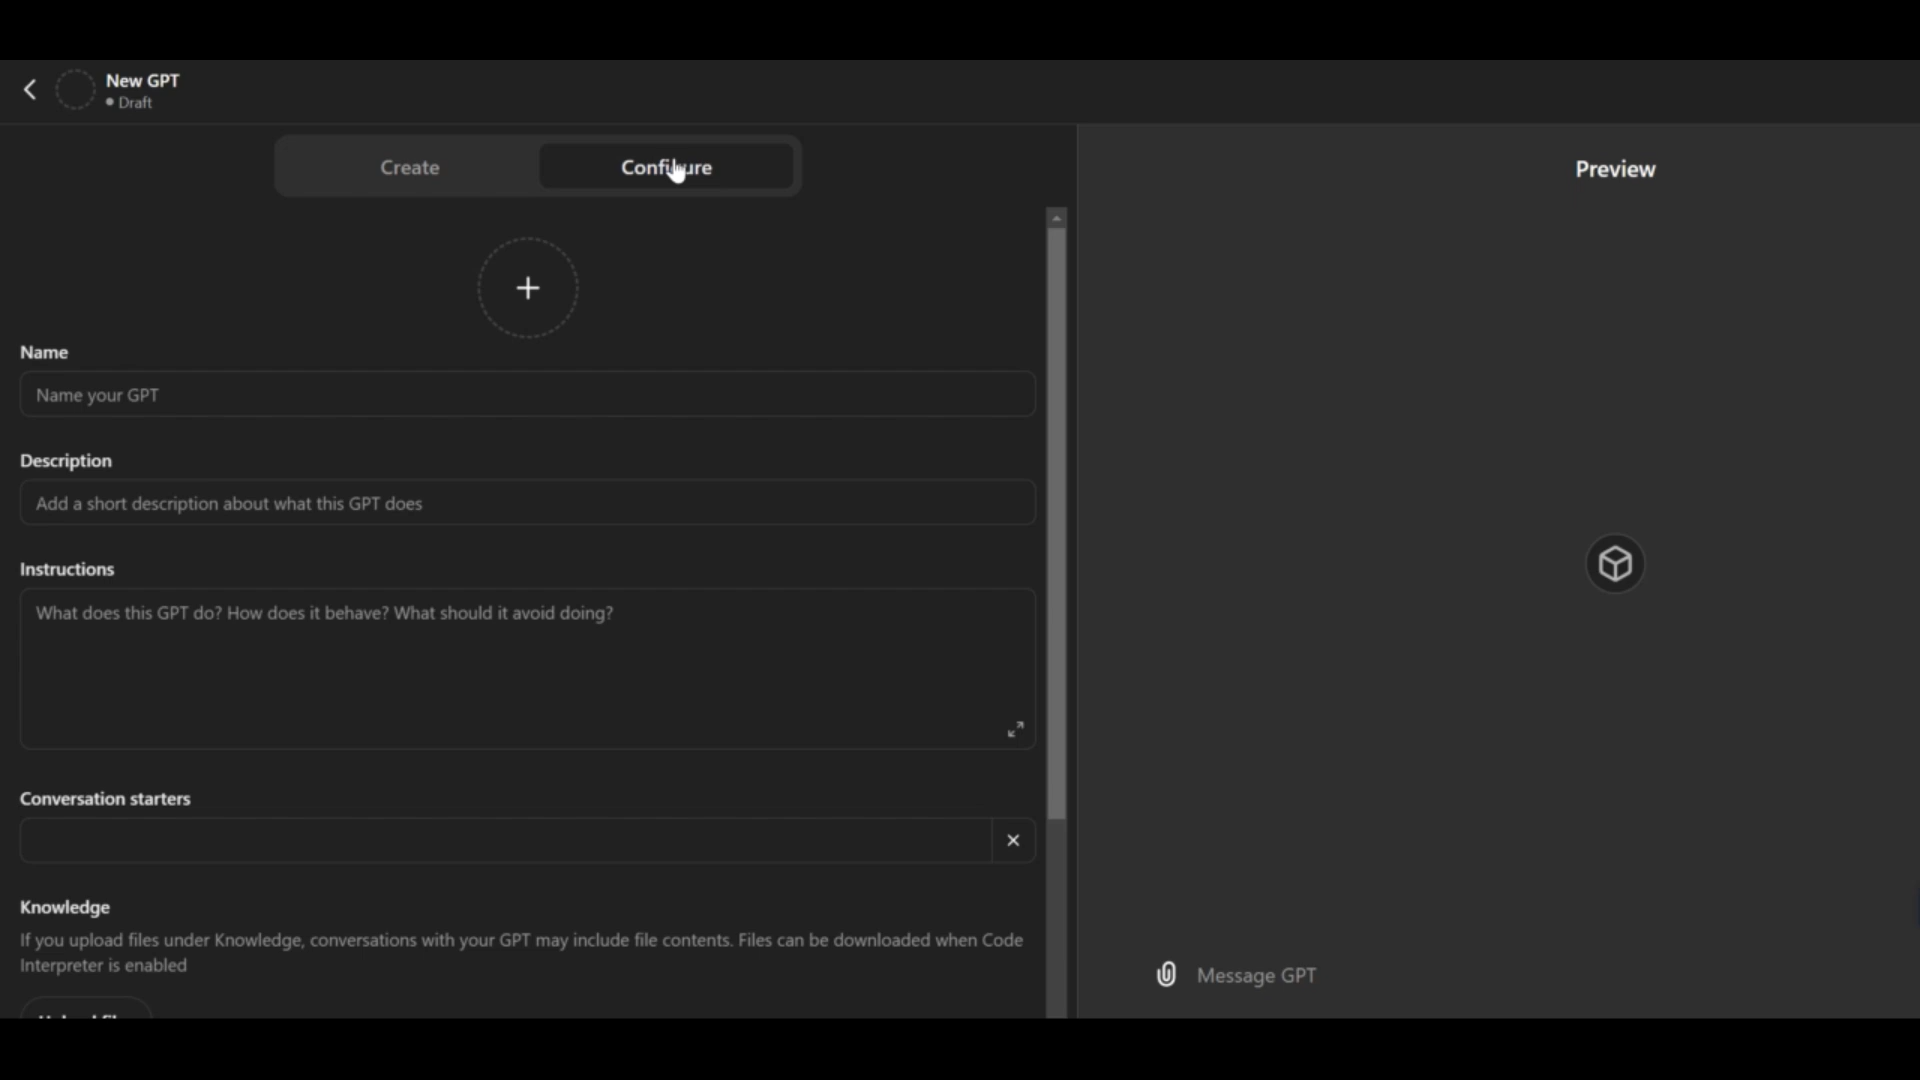 New GPT
Draft
Create
Configure
Preview
Name
Name your GPT
Description
Add a short description about what this GPT does
Instructions
What does this GPT do? How does it behave? What should it avoid doing?
Conversation starters
Knowledge
If you upload files under Knowledge, conversations with your GPT may include file contents. Files can be downloaded when Code
Interpreter is enabled
Message GPT